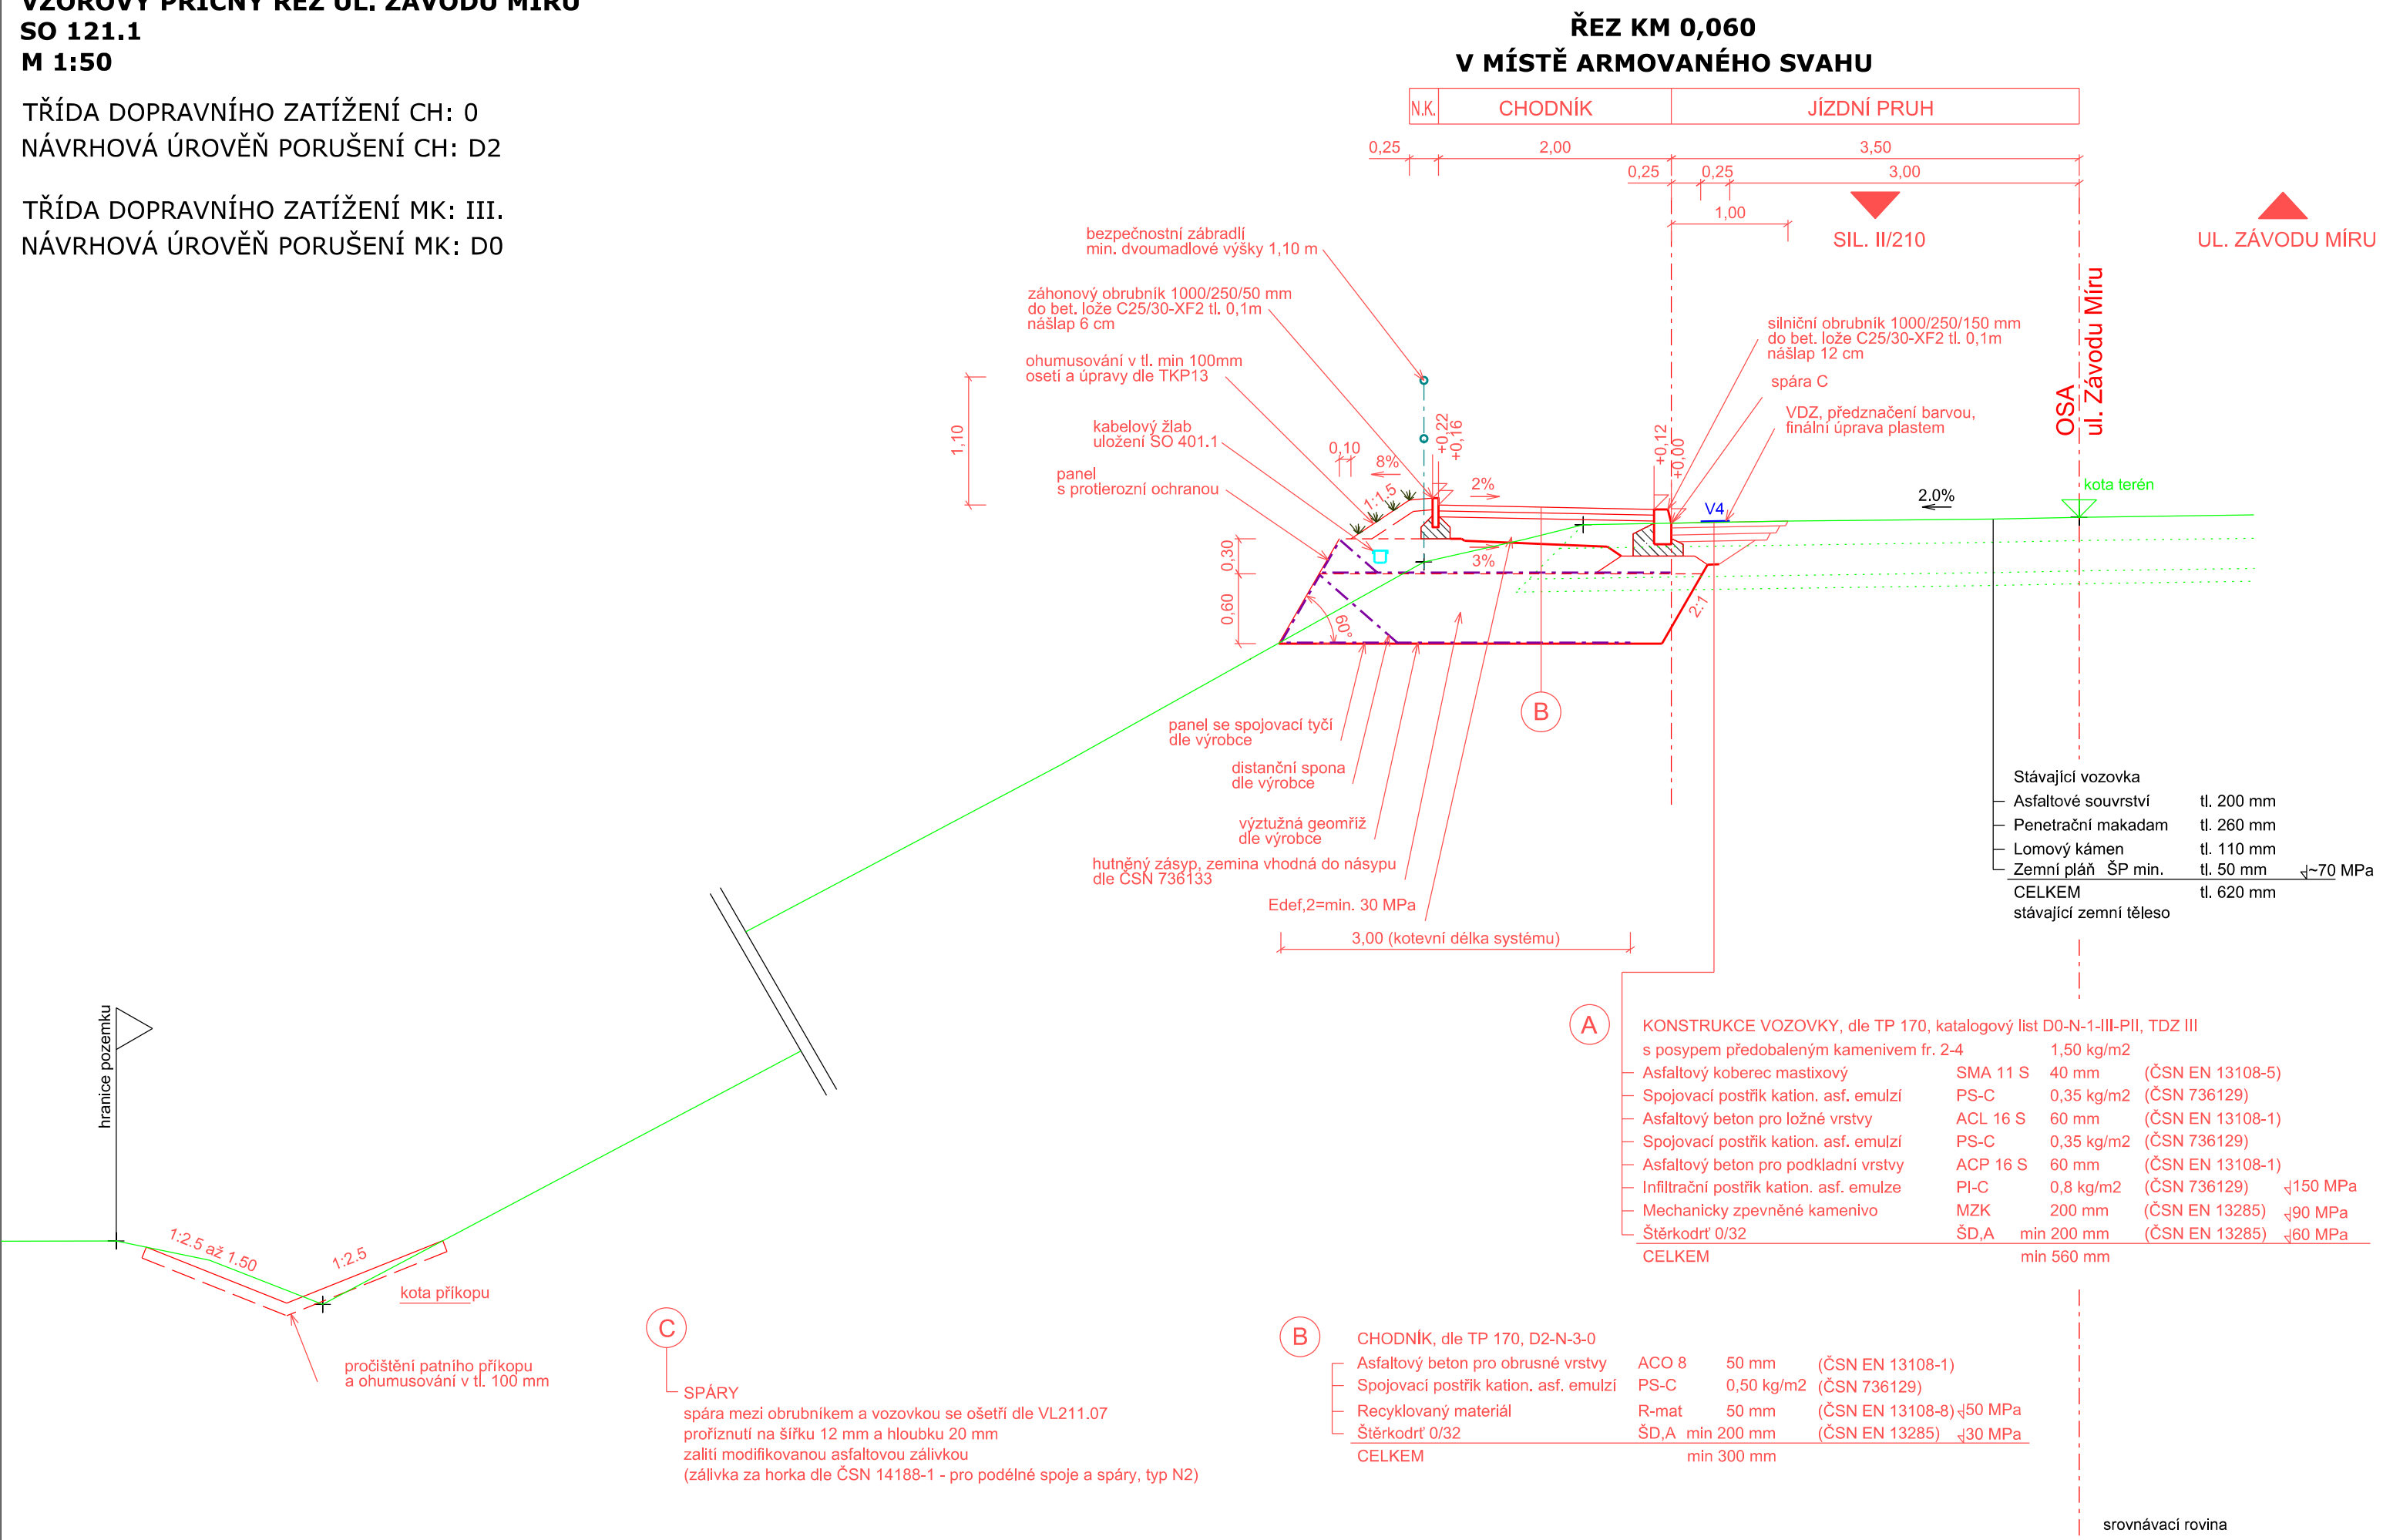 VZOROVÝ PŘÍČNÝ ŘEZ UL. ZÁVODU MÍRU
SO 121.1
M 1:50
TŘÍDA DOPRAVNÍHO ZATÍŽENÍ CH: 0
NÁVRHOVÁ ÚROVĚŇ PORUŠENÍ CH: D2
TŘÍDA DOPRAVNÍHO ZATÍŽENÍ MK: III.
NÁVRHOVÁ ÚROVĚŇ PORUŠENÍ MK: D0
ŘEZ KM 0,060
V MÍSTĚ ARMOVANÉHO SVAHU
N.K. CHODNÍK JÍZDNÍ PRUH
0,25 2,00 3,50
0,25 0,25 3,00
1,00
SIL. II/210
UL. ZÁVODU MÍRU
OSA
ul. Závodu Míru
bezpečnostní zábradlí
min. dvoumadlové výšky 1,10 m
záhonový obrubník 1000/250/50 mm
do bet. lože C25/30-XF2 tl. 0,1m
nášlap 6 cm
ohumusování v tl. min 100mm
osetí a úpravy dle TKP13
kabelový žlab
uložení SO 401.1
panel
s protierozní ochranou
silniční obrubník 1000/250/150 mm
do bet. lože C25/30-XF2 tl. 0,1m
nášlap 12 cm
spára C
VDZ, předznačení barvou,
finální úprava plastem
1,10
0,10
8%
1:1.5
+0,22
+0,16
2%
+0,12
+0,00
V4
2.0%
kota terén
0,30
0,60
3%
60°
2:1
B
panel se spojovací tyčí
dle výrobce
distanční spona
dle výrobce
výztužná geomříž
dle výrobce
hutněný zásyp, zemina vhodná do násypu
dle ČSN 736133
Edef,2=min. 30 MPa
3,00 (kotevní délka systému)
Stávající vozovka
Asfaltové souvrství tl. 200 mm
Penetrační makadam tl. 260 mm
Lomový kámen tl. 110 mm
Zemní pláň ŠP min. tl. 50 mm ~70 MPa
CELKEM tl. 620 mm
stávající zemní těleso
A
KONSTRUKCE VOZOVKY, dle TP 170, katalogový list D0-N-1-III-PII, TDZ III
s posypem předobaleným kamenivem fr. 2-4 1,50 kg/m2
Asfaltový koberec mastixový SMA 11 S 40 mm (ČSN EN 13108-5)
Spojovací postřik kation. asf. emulzí PS-C 0,35 kg/m2 (ČSN 736129)
Asfaltový beton pro ložné vrstvy ACL 16 S 60 mm (ČSN EN 13108-1)
Spojovací postřik kation. asf. emulzí PS-C 0,35 kg/m2 (ČSN 736129)
Asfaltový beton pro podkladní vrstvy ACP 16 S 60 mm (ČSN EN 13108-1)
Infiltrační postřik kation. asf. emulze PI-C 0,8 kg/m2 (ČSN 736129) 150 MPa
Mechanicky zpevněné kamenivo MZK 200 mm (ČSN EN 13285) 90 MPa
Štěrkodrť 0/32 ŠD,A min 200 mm (ČSN EN 13285) 60 MPa
CELKEM min 560 mm
hranice pozemku
1:2.5 až 1.50
1:2.5
kota příkopu
pročištění patního příkopu
a ohumusování v tl. 100 mm
C
SPÁRY
spára mezi obrubníkem a vozovkou se ošetří dle VL211.07
proříznutí na šířku 12 mm a hloubku 20 mm
zalití modifikovanou asfaltovou zálivkou
(zálivka za horka dle ČSN 14188-1 - pro podélné spoje a spáry, typ N2)
B
CHODNÍK, dle TP 170, D2-N-3-0
Asfaltový beton pro obrusné vrstvy ACO 8 50 mm (ČSN EN 13108-1)
Spojovací postřik kation. asf. emulzí PS-C 0,50 kg/m2 (ČSN 736129)
Recyklovaný materiál R-mat 50 mm (ČSN EN 13108-8) 50 MPa
Štěrkodrť 0/32 ŠD,A min 200 mm (ČSN EN 13285) 30 MPa
CELKEM min 300 mm
srovnávací rovina